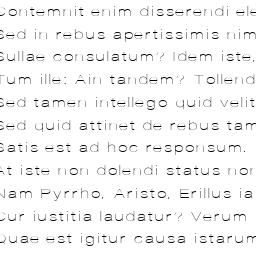 Contemnit enim disserendi ele
Sed in rebus apertissimis nim
Sullae consulatum? Idem iste,
Tum ille: Ain tandem? Tollend
Sed tamen intellego quid velit
Sed quid attinet de rebus tam
Satis est ad hoc responsum.
At iste non dolendi status non
Nam Pyrrho, Aristo, Erillus ia
Cur iustitia laudatur? Verum
Quae est igitur causa istarum